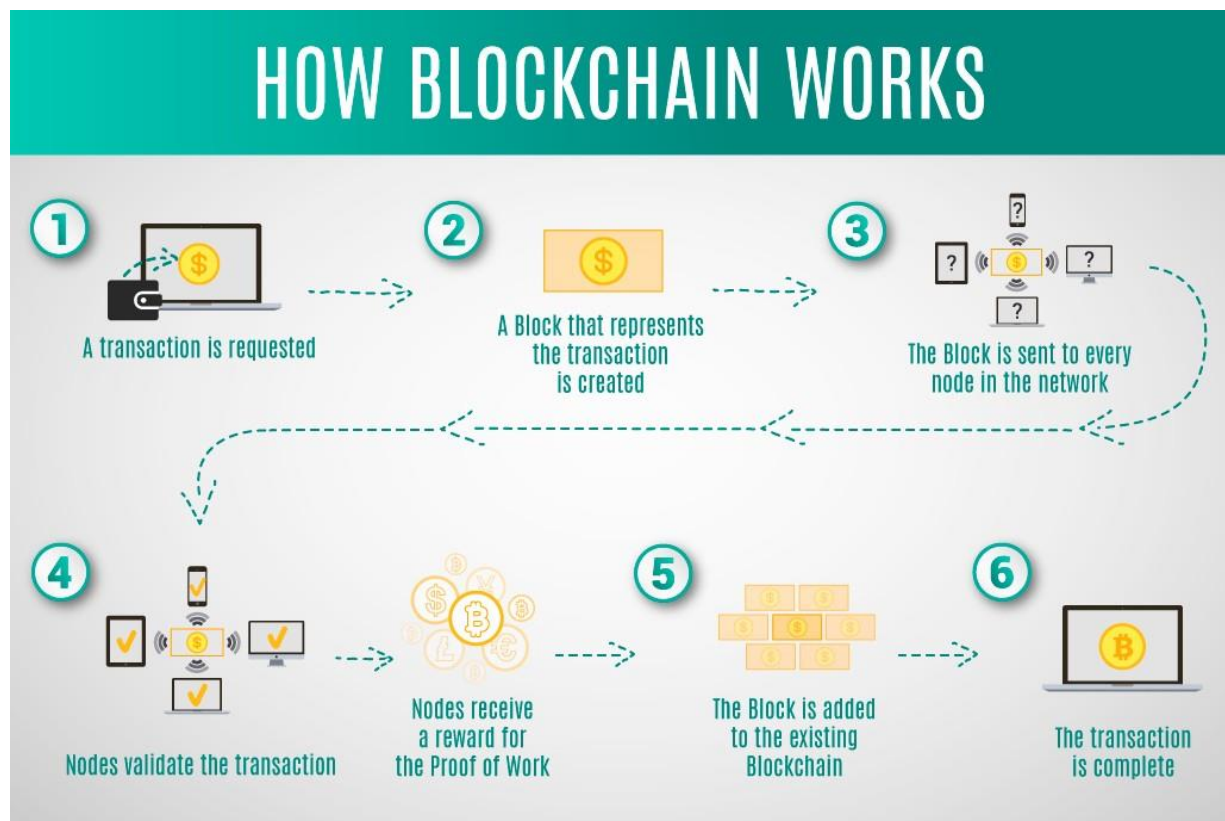 HOW BLOCKCHAIN WORKS
1
$
A transaction is requested
2
$
A Block that represents
the transaction
is created
3
?
?
$
?
?
The Block is sent to every
node in the network
4
$
Nodes validate the transaction
Nodes receive
a reward for
the Proof of Work
5
The Block is added
to the existing
Blockchain
6
The transaction
is complete